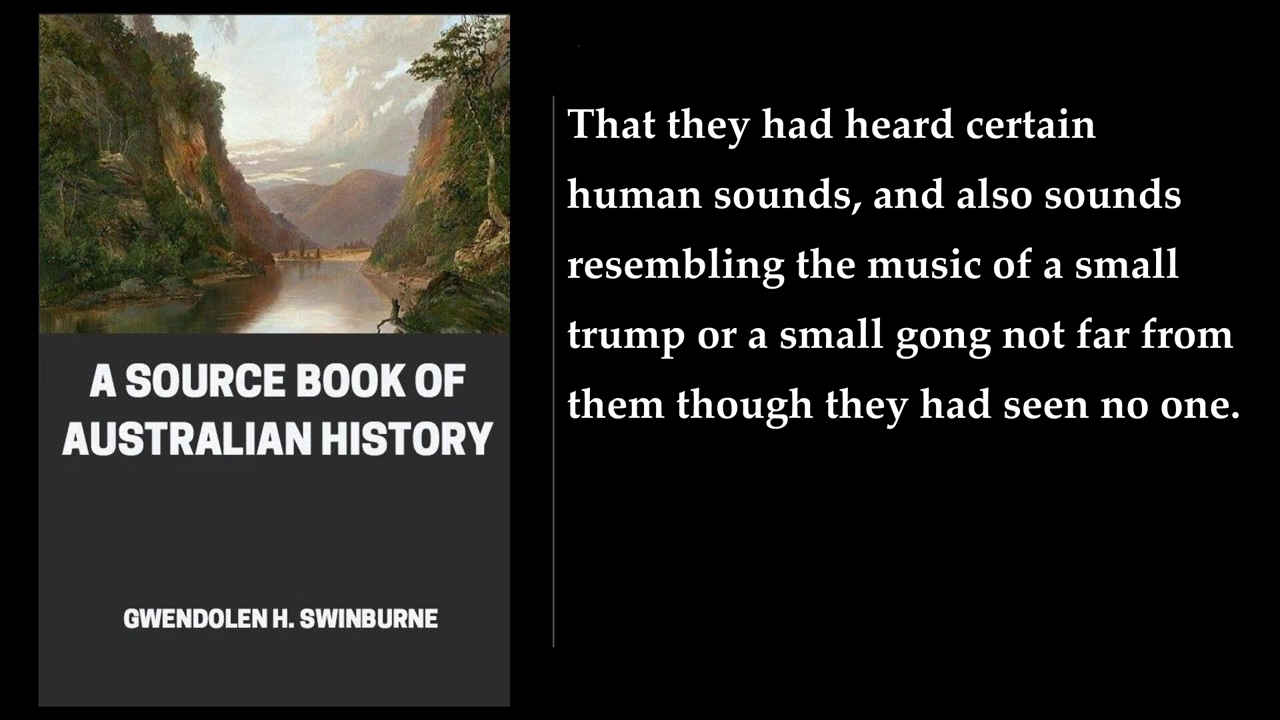 A SOURCE BOOK OF
AUSTRALIAN HISTORY
GWENDOLEN H. SWINBURNE
That they had heard certain
human sounds, and also sounds
resembling the music of a small
trump or a small gong not far from
them though they had seen no one.